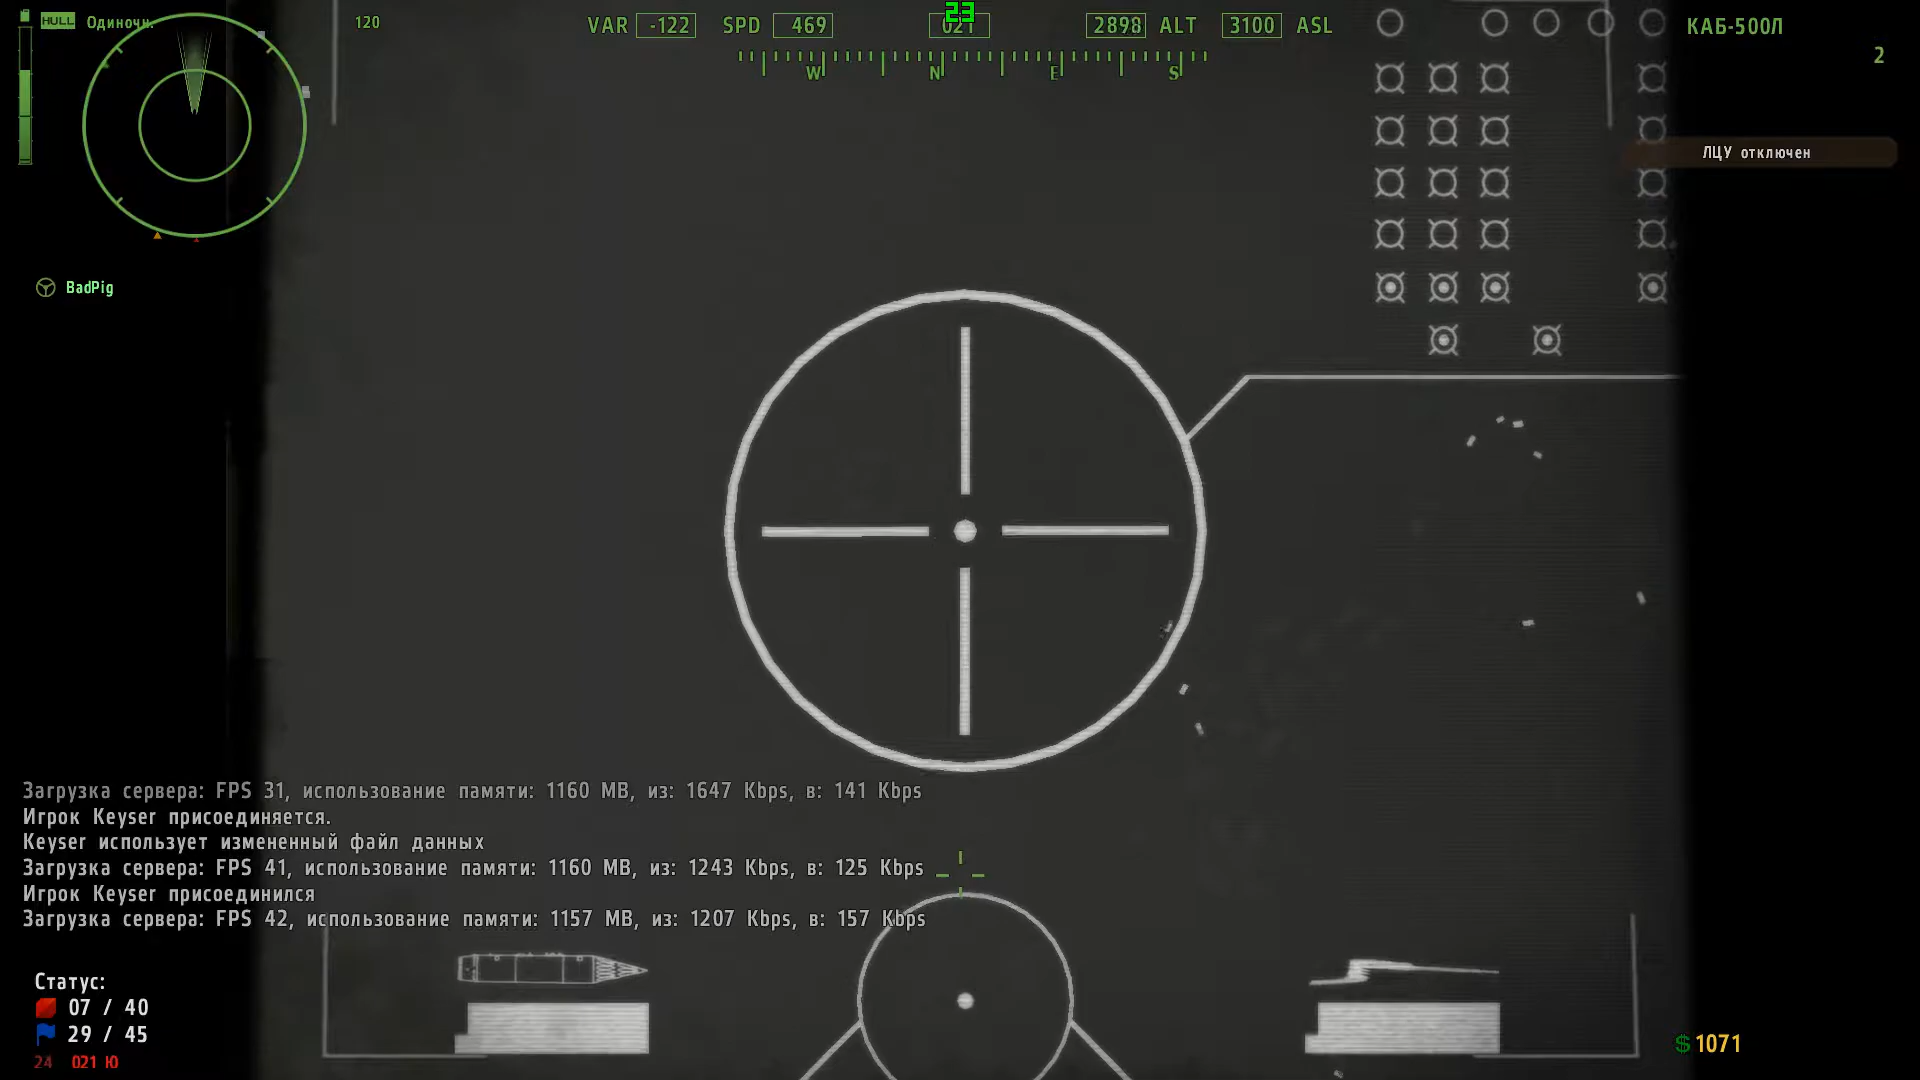 HULL Одиночн.
120
VAR -122 SPD 469 021 2898 ALT 3100 ASL
23
W N E S
КАБ-500Л
2
ЛЦУ отключен
BadPig
Загрузка сервера: FPS 31, использование памяти: 1160 MB, из: 1647 Kbps, в: 141 Kbps
Игрок Keyser присоединяется.
Keyser использует измененный файл данных
Загрузка сервера: FPS 41, использование памяти: 1160 MB, из: 1243 Kbps, в: 125 Kbps
Игрок Keyser присоединился
Загрузка сервера: FPS 42, использование памяти: 1157 MB, из: 1207 Kbps, в: 157 Kbps
Статус:
07 / 40
29 / 45
24 021 Ю
$ 1071